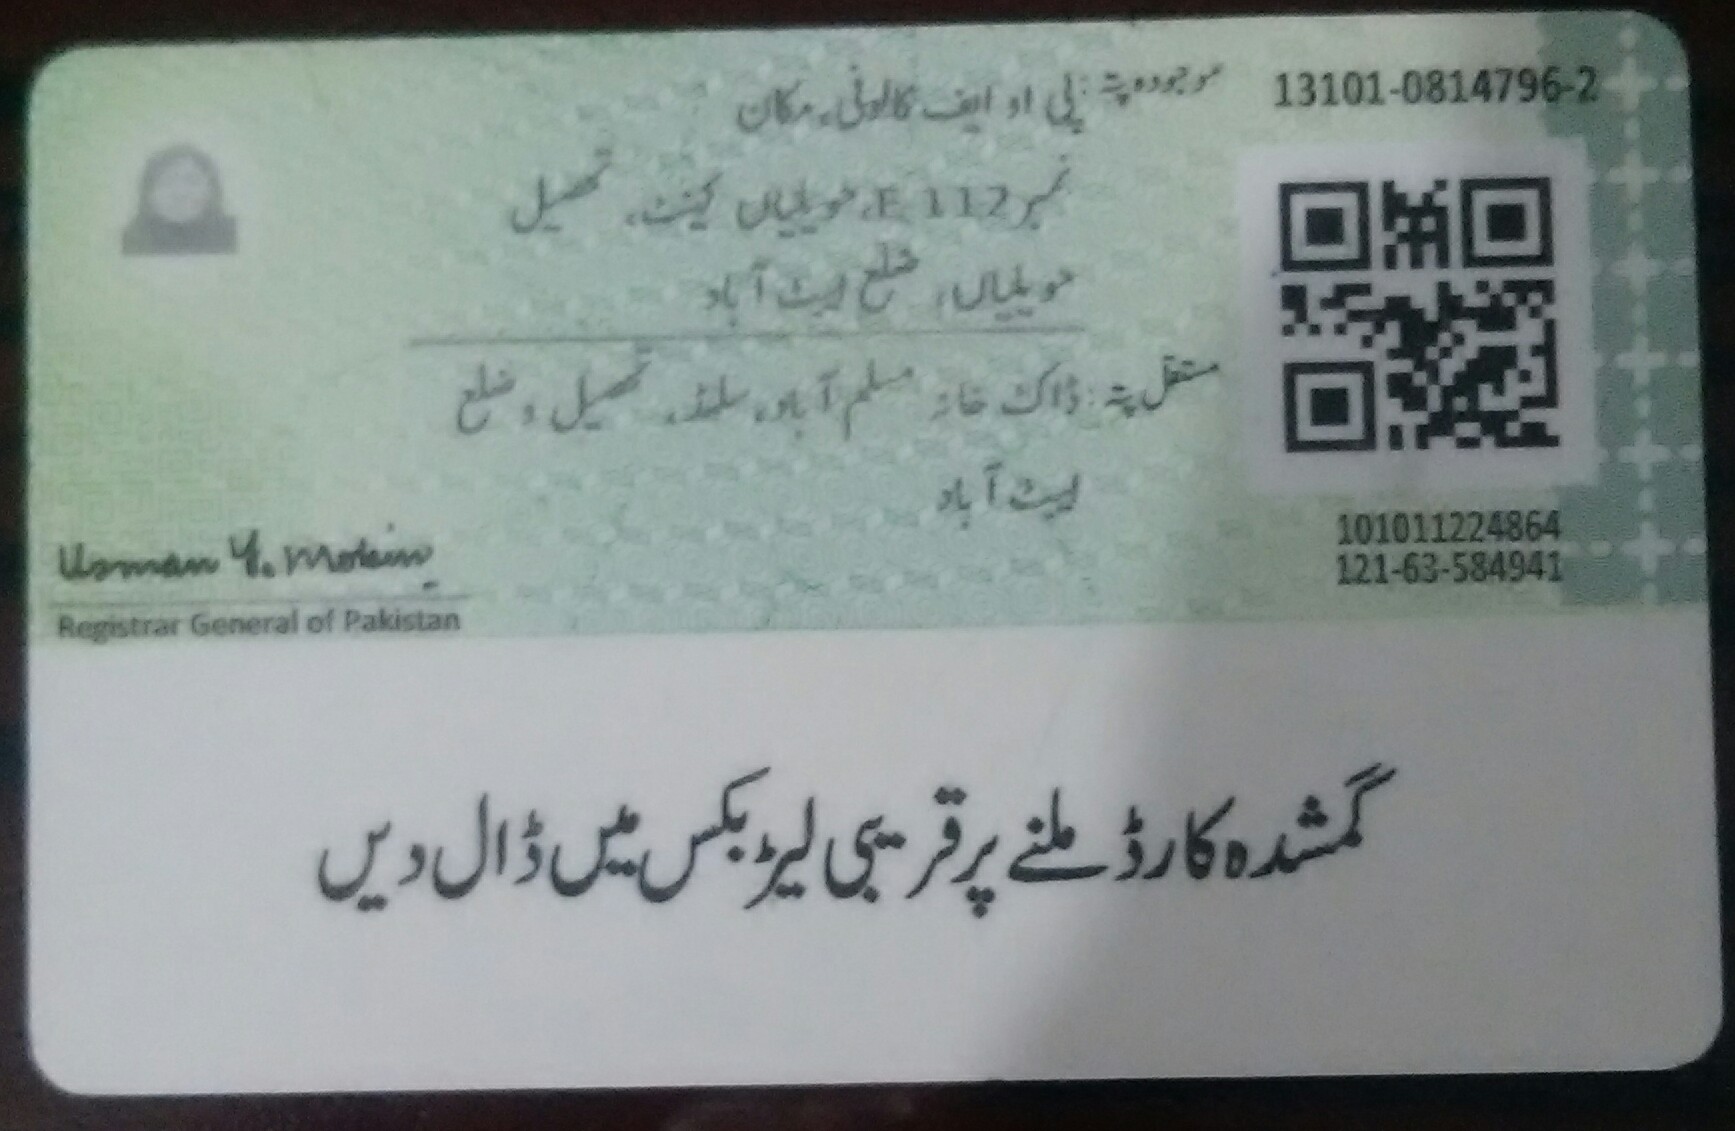 موجودہ پتہ: پی او ایف کالونی، مکان
نمبر E 112، حویلیاں کینٹ، تحصیل
حویلیاں، ضلع ایبٹ آباد
مستقل پتہ: ڈاک خانہ مسلم آباد، سلہڈ، تحصیل و ضلع
ایبٹ آباد
13101-0814796-2
101011224864
121-63-584941
Usman Y. Mobin
Registrar General of Pakistan
گمشدہ کارڈ ملنے پر قریبی لیٹر بکس میں ڈال دیں